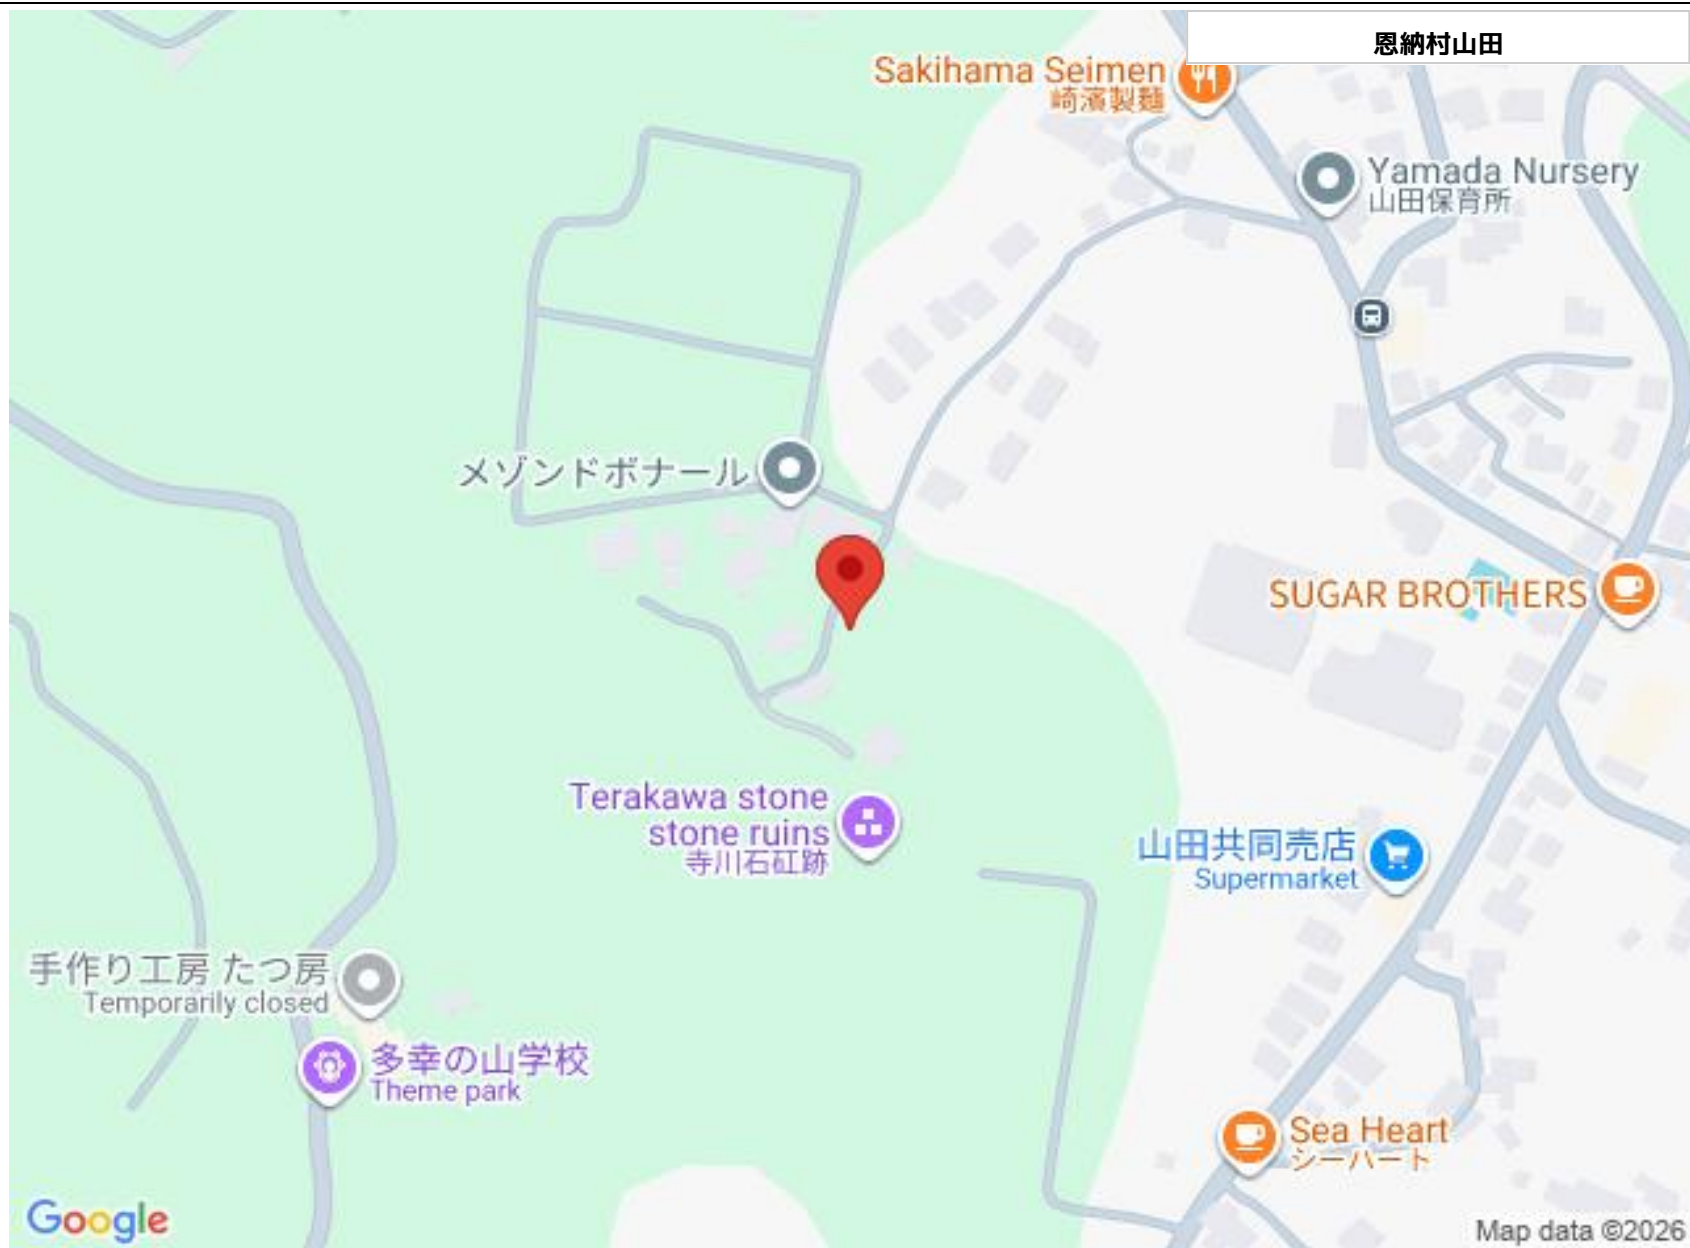 恩納村山田
Sakihama Seimen
崎濱製麺
Yamada Nursery
山田保育所
メゾンドボナール
SUGAR BROTHERS
Terakawa stone
stone ruins
寺川石矼跡
山田共同売店
Supermarket
手作り工房 たつ房
Temporarily closed
多幸の山学校
Theme park
Sea Heart
シーハート
Google
Map data ©2026